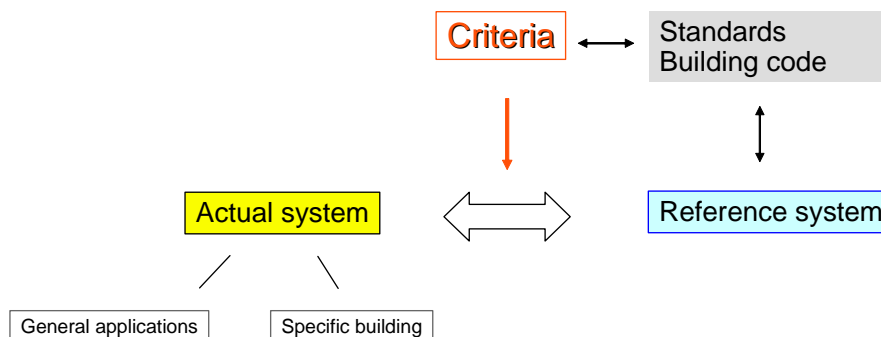 Criteria
Standards
Building code
Actual system
Reference system
General applications
Specific building